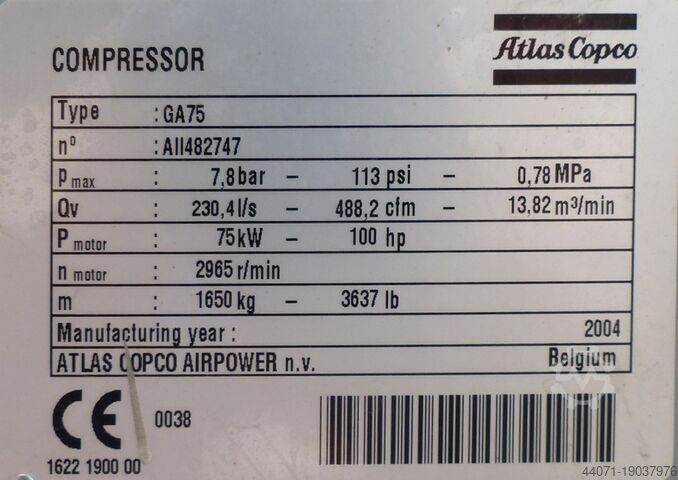 Atlas Copco
COMPRESSOR
Type : GA75
nº : AII482747
p max : 7,8 bar – 113 psi – 0,78 MPa
Qv : 230,4 l/s – 488,2 cfm – 13,82 m³/min
P motor : 75 kW – 100 hp
n motor : 2965 r/min
m : 1650 kg – 3637 lb
Manufacturing year : 2004
ATLAS COPCO AIRPOWER n.v. Belgium
CE 0038
1622 1900 00
44071-19037976